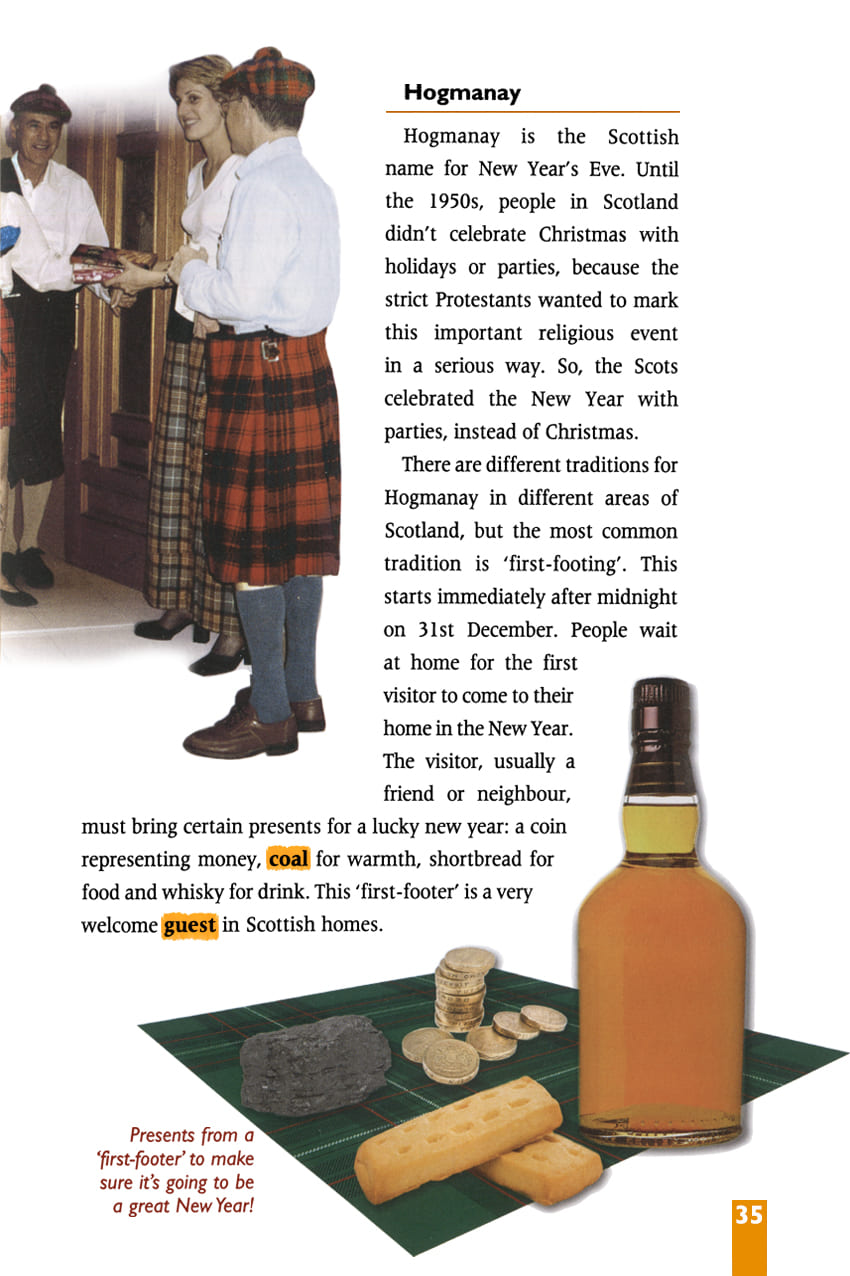 Hogmanay
Hogmanay is the Scottish
name for New Year's Eve. Until
the 1950s, people in Scotland
didn't celebrate Christmas with
holidays or parties, because the
strict Protestants wanted to mark
this important religious event
in a serious way. So, the Scots
celebrated the New Year with
parties, instead of Christmas.
There are different traditions for
Hogmanay in different areas of
Scotland, but the most common
tradition is 'first-footing'. This
starts immediately after midnight
on 31st December. People wait
at home for the first
visitor to come to their
home in the New Year.
The visitor, usually a
friend or neighbour,
must bring certain presents for a lucky new year: a coin
representing money, coal for warmth, shortbread for
food and whisky for drink. This 'first-footer' is a very
welcome guest in Scottish homes.
Presents from a
'first-footer' to make
sure it's going to be
a great New Year!
35